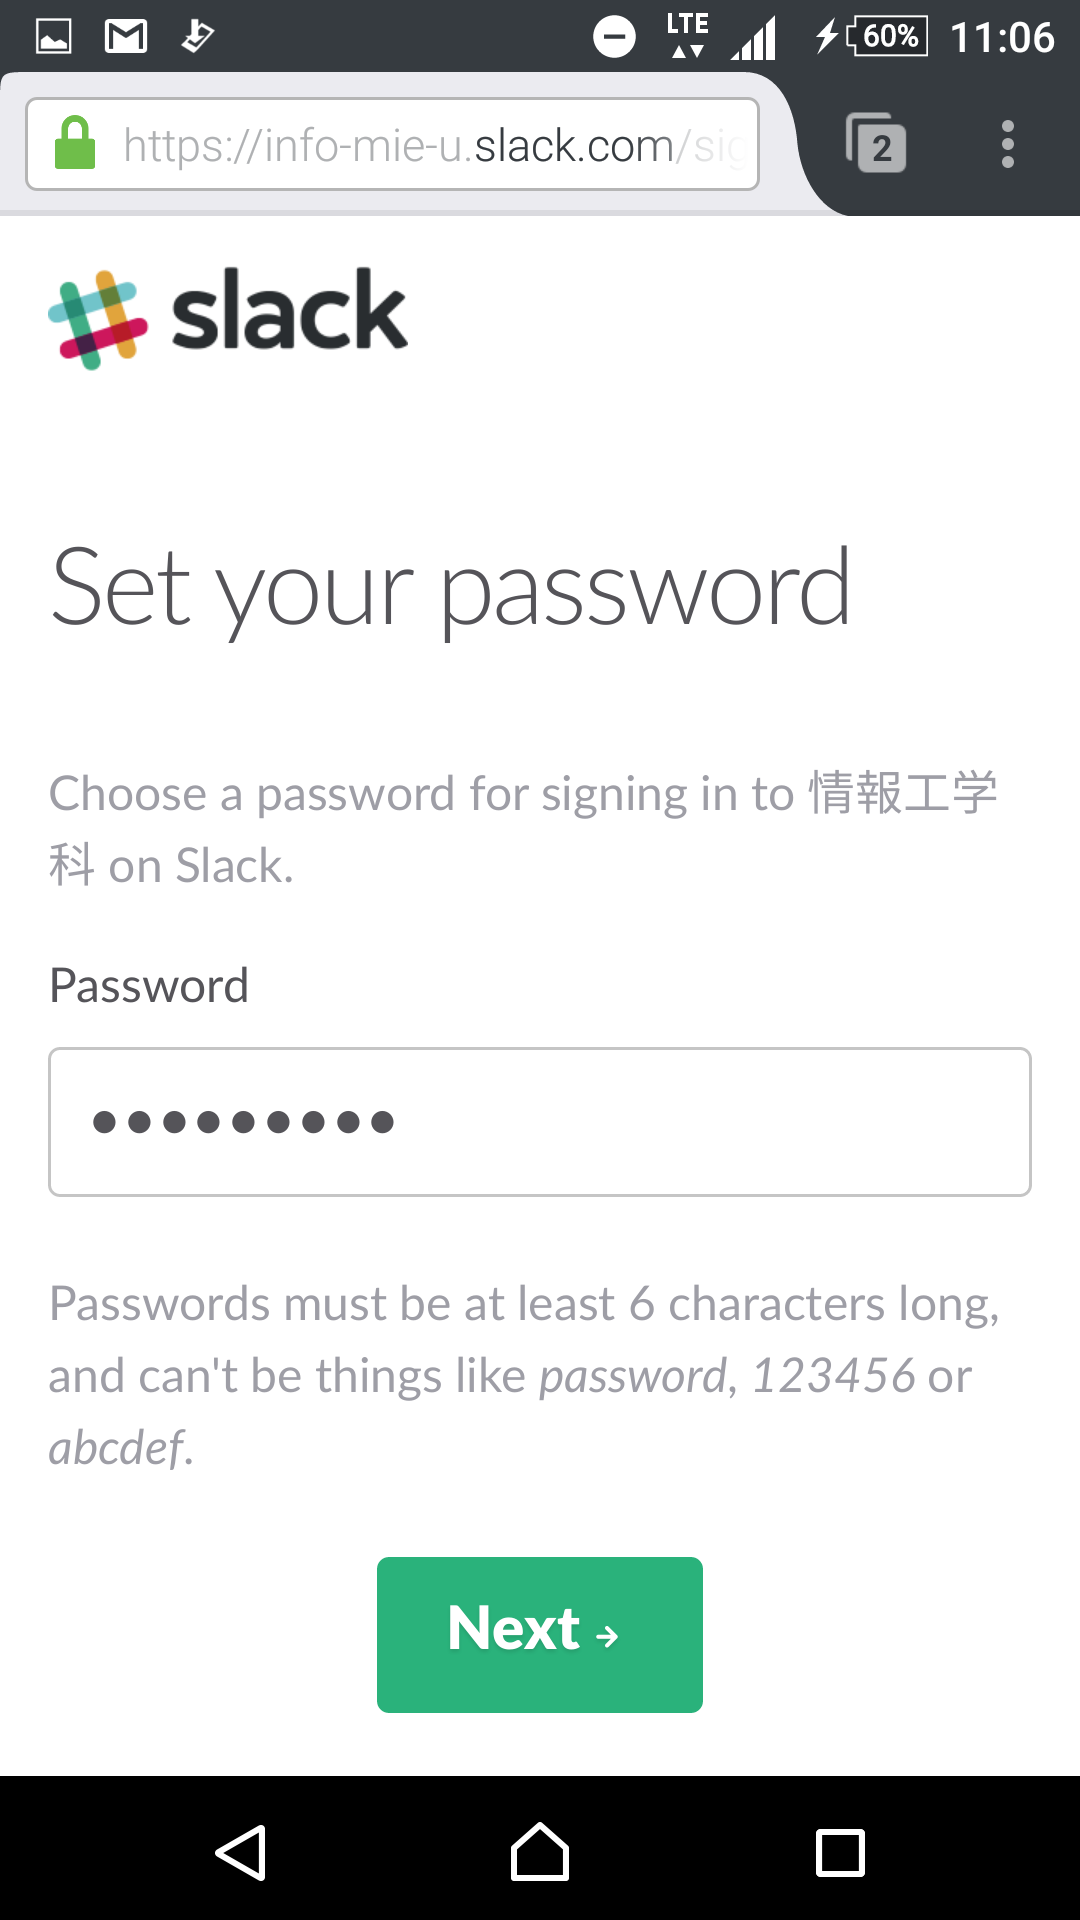 LTE 60% 11:06
https://info-mie-u.slack.com/sig
2
slack
Set your password
Choose a password for signing in to 情報工学
科 on Slack.
Password
•••••••••
Passwords must be at least 6 characters long,
and can't be things like password, 123456 or
abcdef.
Next →